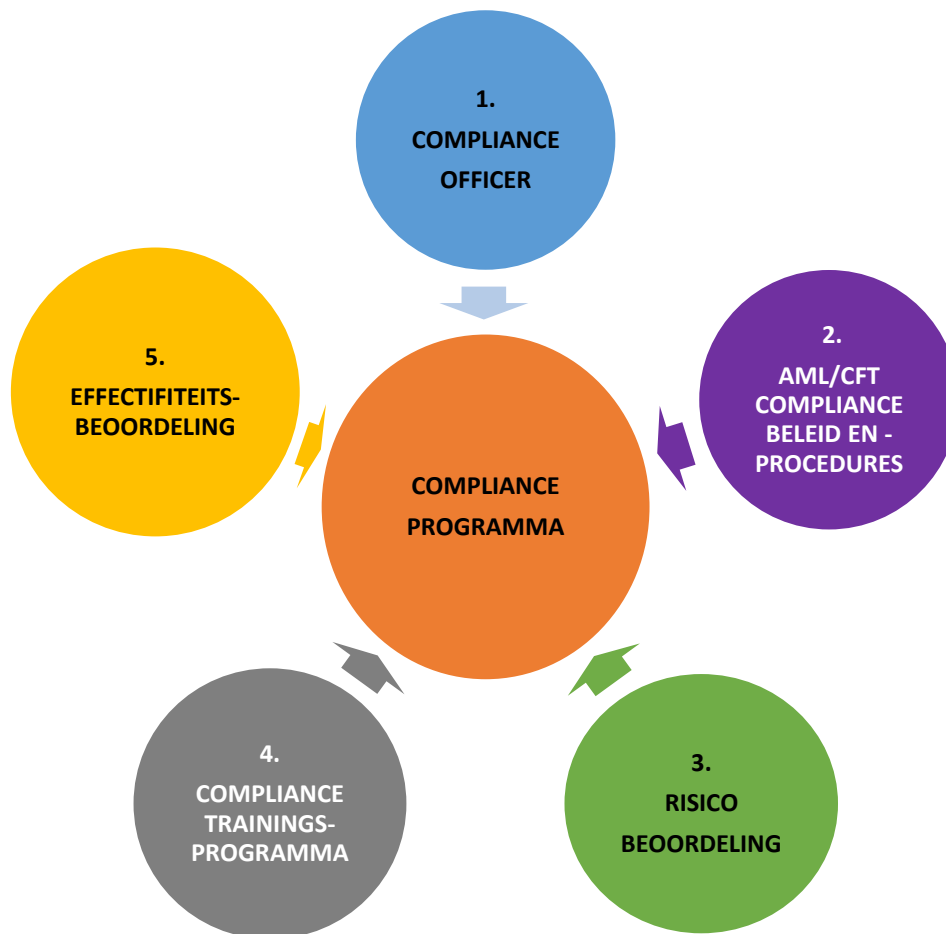 1.
COMPLIANCE
OFFICER
2.
AML/CFT
COMPLIANCE
BELEID EN -
PROCEDURES
3.
RISICO
BEOORDELING
4.
COMPLIANCE
TRAININGS-
PROGRAMMA
5.
EFFECTIFITEITS-
BEOORDELING
COMPLIANCE
PROGRAMMA